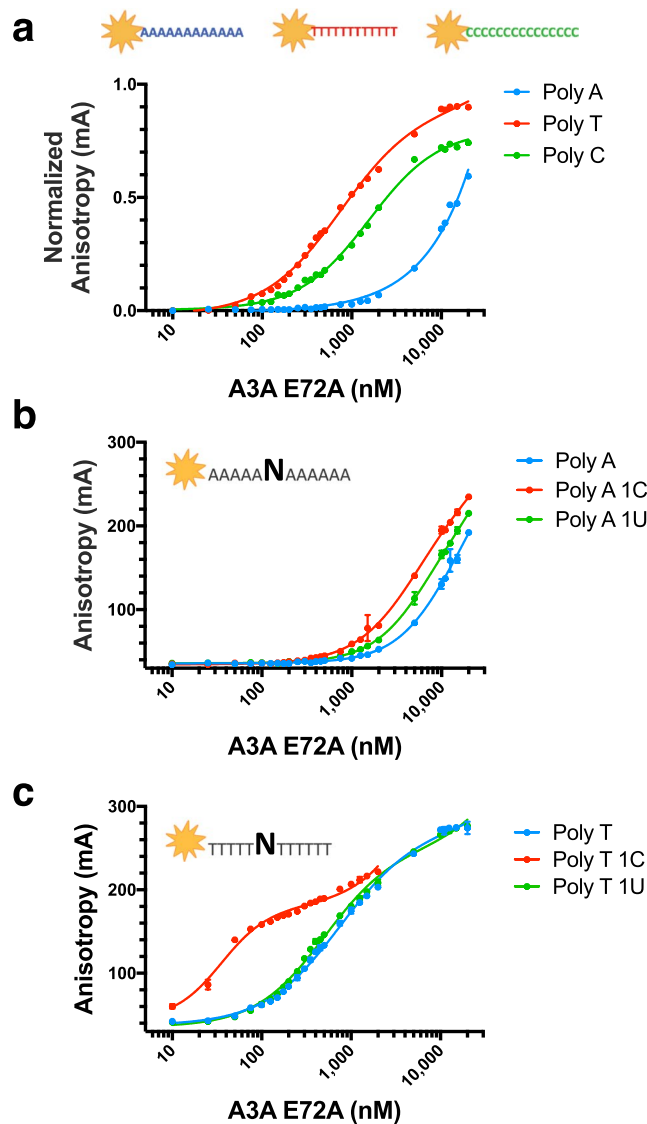 a
AAAAAAAAAAAA TTTTTTTTTTTT CCCCCCCCCCCCCCC
Normalized
Anisotropy (mA)
1.0
0.5
0.0
10 100 1,000 10,000
A3A E72A (nM)
Poly A
Poly T
Poly C
b
Anisotropy (mA)
300
200
100
AAAAANAAAAAA
10 100 1,000 10,000
A3A E72A (nM)
Poly A
Poly A 1C
Poly A 1U
c
Anisotropy (mA)
300
200
100
TTTTTNTTTTTT
10 100 1,000 10,000
A3A E72A (nM)
Poly T
Poly T 1C
Poly T 1U